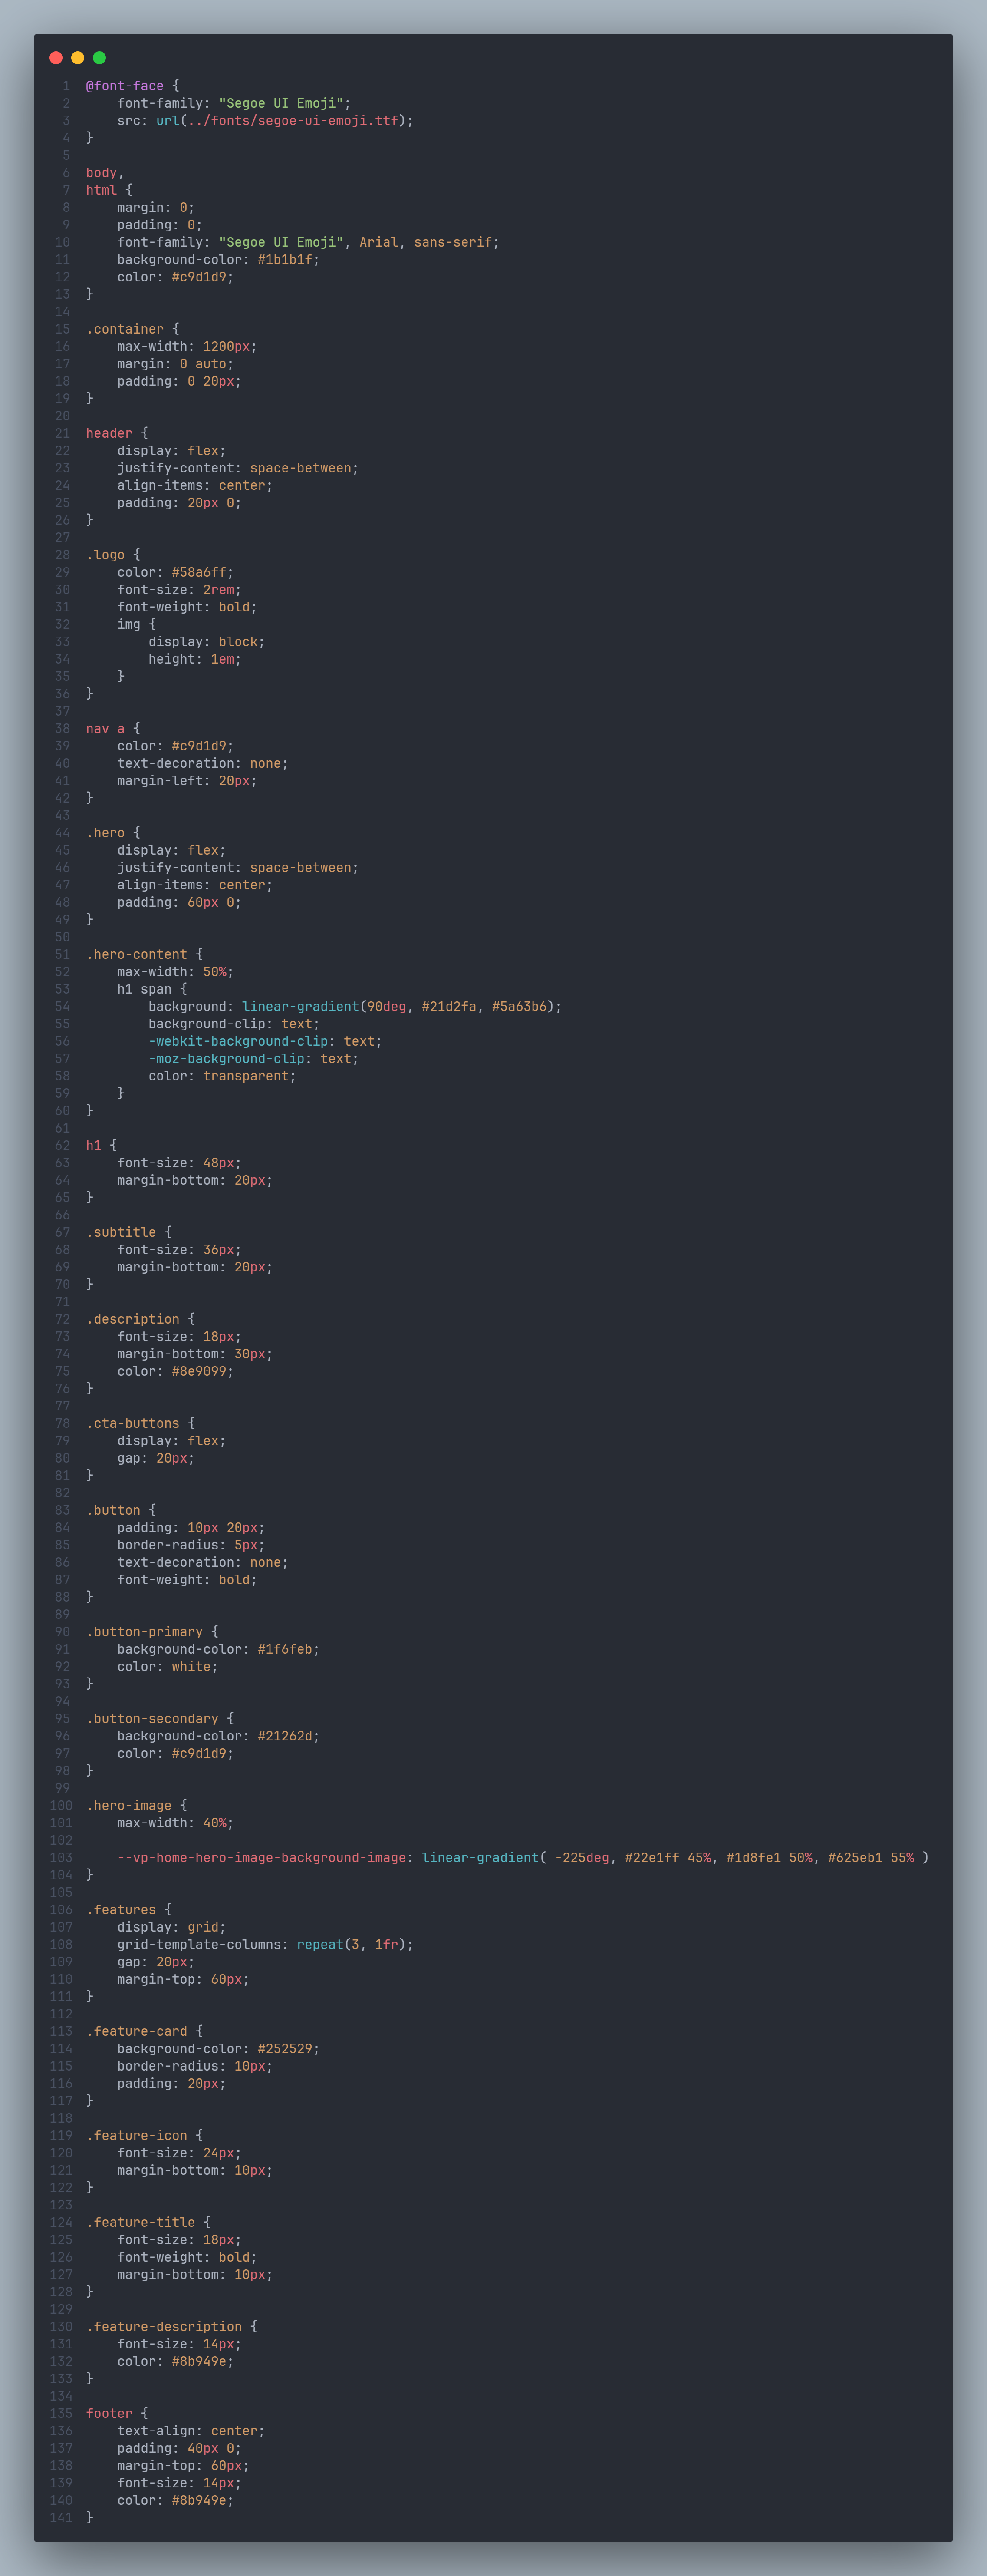 1 @font-face {
2     font-family: "Segoe UI Emoji";
3     src: url(../fonts/segoe-ui-emoji.ttf);
4 }
5
6 body,
7 html {
8     margin: 0;
9     padding: 0;
10     font-family: "Segoe UI Emoji", Arial, sans-serif;
11     background-color: #1b1b1f;
12     color: #c9d1d9;
13 }
14
15 .container {
16     max-width: 1200px;
17     margin: 0 auto;
18     padding: 0 20px;
19 }
20
21 header {
22     display: flex;
23     justify-content: space-between;
24     align-items: center;
25     padding: 20px 0;
26 }
27
28 .logo {
29     color: #58a6ff;
30     font-size: 2rem;
31     font-weight: bold;
32     img {
33         display: block;
34         height: 1em;
35     }
36 }
37
38 nav a {
39     color: #c9d1d9;
40     text-decoration: none;
41     margin-left: 20px;
42 }
43
44 .hero {
45     display: flex;
46     justify-content: space-between;
47     align-items: center;
48     padding: 60px 0;
49 }
50
51 .hero-content {
52     max-width: 50%;
53     h1 span {
54         background: linear-gradient(90deg, #21d2fa, #5a63b6);
55         background-clip: text;
56         -webkit-background-clip: text;
57         -moz-background-clip: text;
58         color: transparent;
59     }
60 }
61
62 h1 {
63     font-size: 48px;
64     margin-bottom: 20px;
65 }
66
67 .subtitle {
68     font-size: 36px;
69     margin-bottom: 20px;
70 }
71
72 .description {
73     font-size: 18px;
74     margin-bottom: 30px;
75     color: #8e9099;
76 }
77
78 .cta-buttons {
79     display: flex;
80     gap: 20px;
81 }
82
83 .button {
84     padding: 10px 20px;
85     border-radius: 5px;
86     text-decoration: none;
87     font-weight: bold;
88 }
89
90 .button-primary {
91     background-color: #1f6feb;
92     color: white;
93 }
94
95 .button-secondary {
96     background-color: #21262d;
97     color: #c9d1d9;
98 }
99
100 .hero-image {
101     max-width: 40%;
102
103     --vp-home-hero-image-background-image: linear-gradient( -225deg, #22e1ff 45%, #1d8fe1 50%, #625eb1 55% )
104 }
105
106 .features {
107     display: grid;
108     grid-template-columns: repeat(3, 1fr);
109     gap: 20px;
110     margin-top: 60px;
111 }
112
113 .feature-card {
114     background-color: #252529;
115     border-radius: 10px;
116     padding: 20px;
117 }
118
119 .feature-icon {
120     font-size: 24px;
121     margin-bottom: 10px;
122 }
123
124 .feature-title {
125     font-size: 18px;
126     font-weight: bold;
127     margin-bottom: 10px;
128 }
129
130 .feature-description {
131     font-size: 14px;
132     color: #8b949e;
133 }
134
135 footer {
136     text-align: center;
137     padding: 40px 0;
138     margin-top: 60px;
139     font-size: 14px;
140     color: #8b949e;
141 }